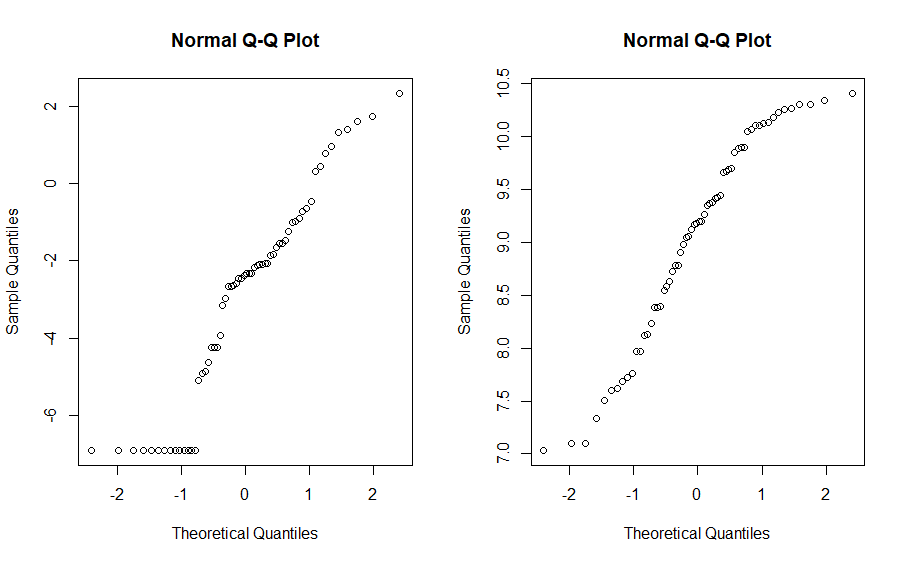 Normal Q-Q Plot
Sample Quantiles
2
0
-2
-4
-6
-2 -1 0 1 2
Theoretical Quantiles
Normal Q-Q Plot
Sample Quantiles
10.5
10.0
9.5
9.0
8.5
8.0
7.5
7.0
-2 -1 0 1 2
Theoretical Quantiles